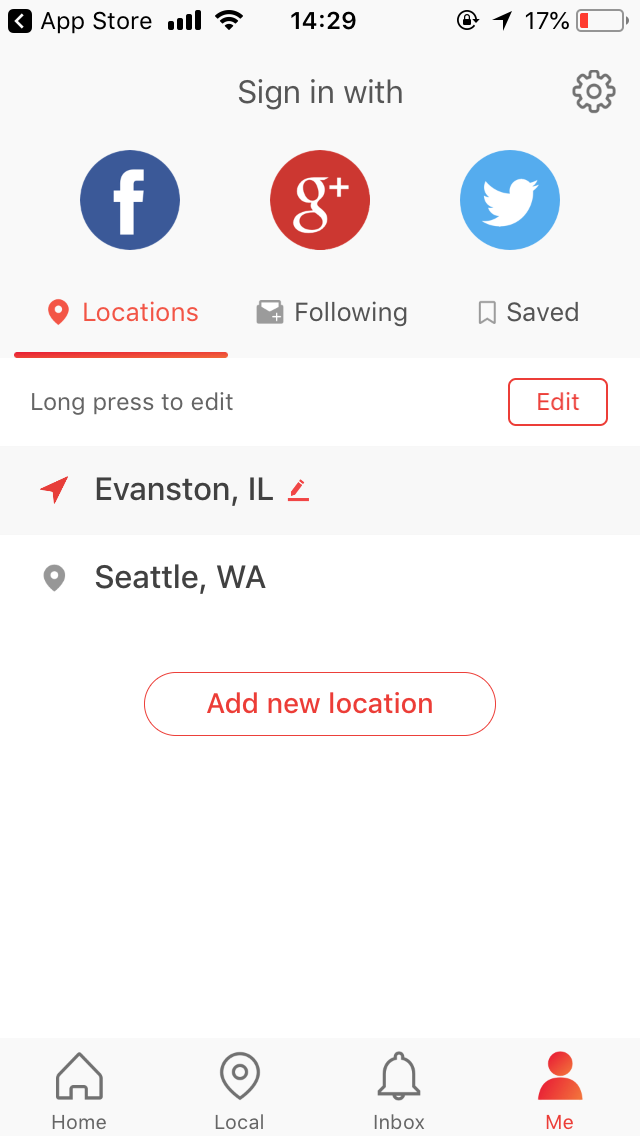 App Store 14:29 17%
Sign in with
f g+
Locations Following Saved
Long press to edit Edit
Evanston, IL
Seattle, WA
Add new location
Home Local Inbox Me